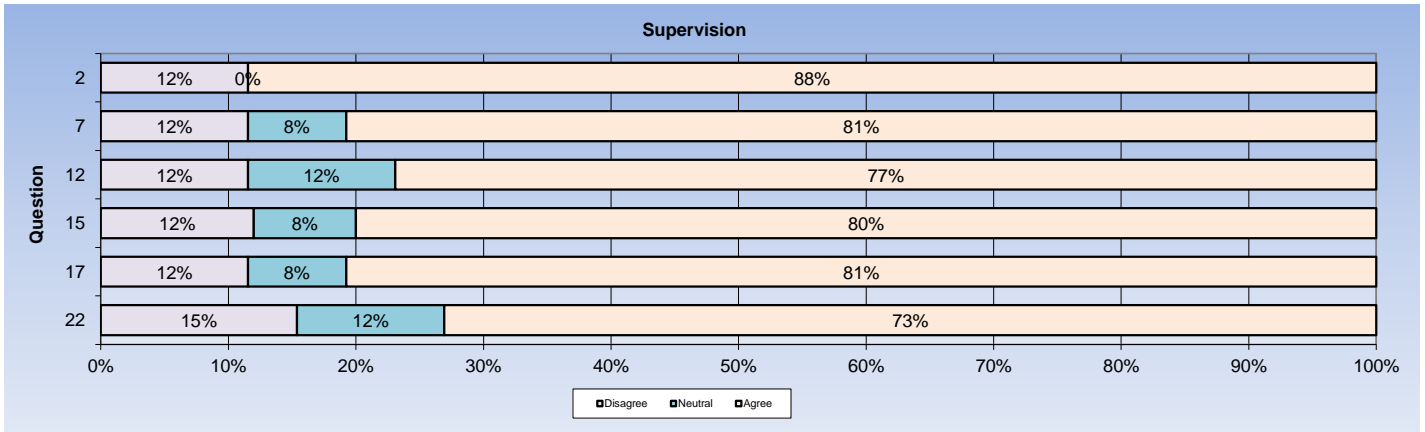 Supervision
Question
2 12% 0% 88%
7 12% 8% 81%
12 12% 12% 77%
15 12% 8% 80%
17 12% 8% 81%
22 15% 12% 73%
0% 10% 20% 30% 40% 50% 60% 70% 80% 90% 100%
Disagree Neutral Agree